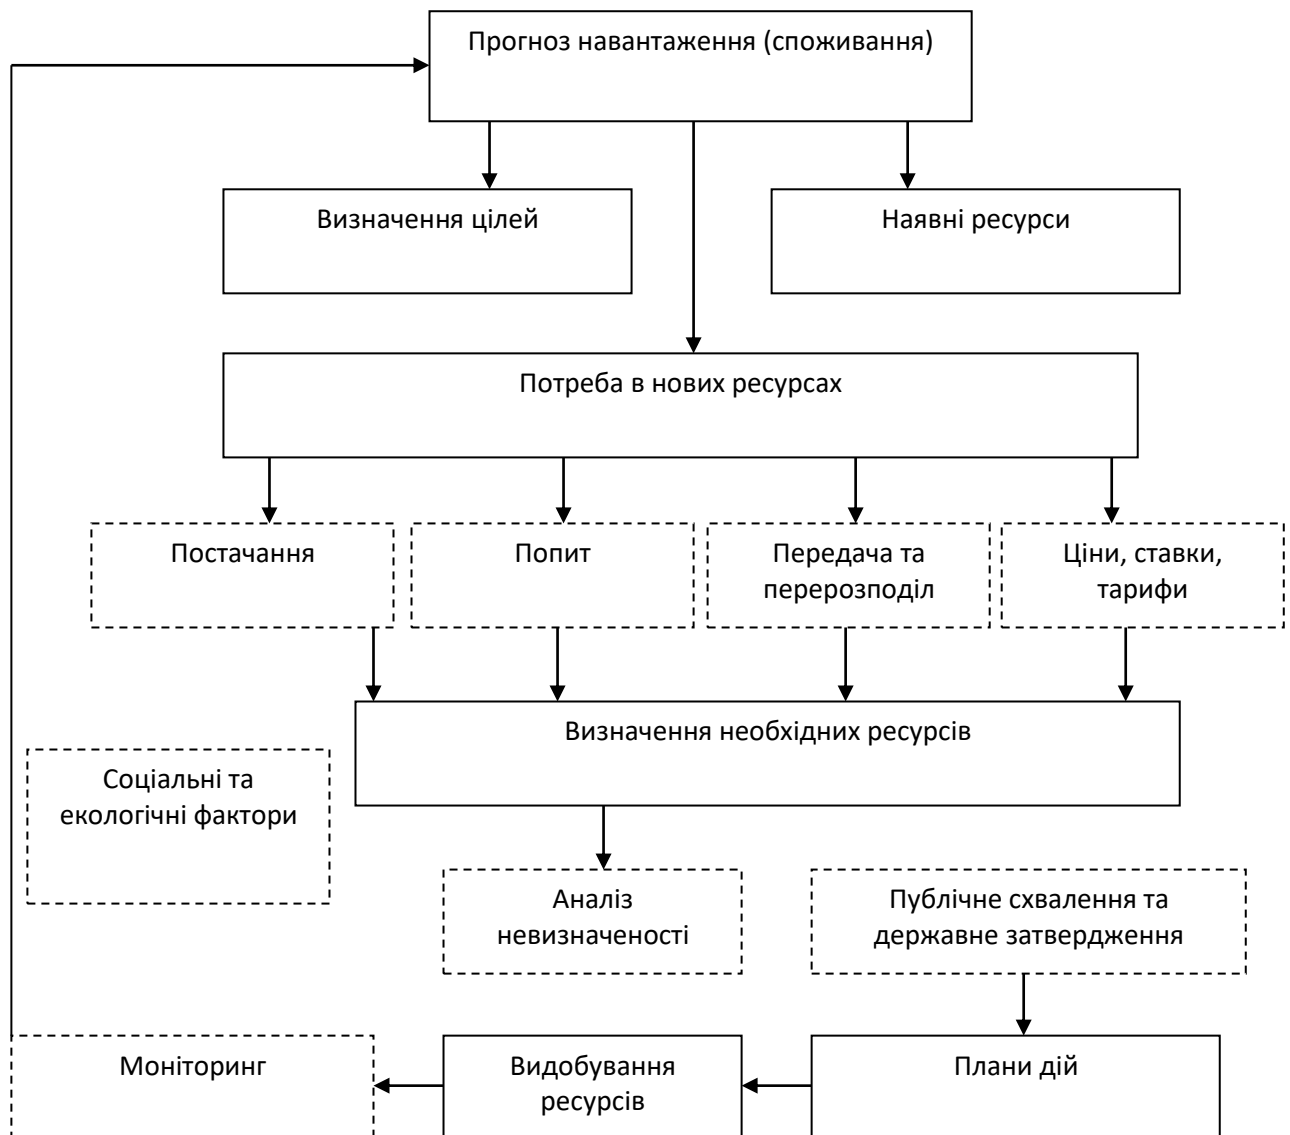 Прогноз навантаження (споживання)
Визначення цілей
Наявні ресурси
Потреба в нових ресурсах
Постачання
Попит
Передача та
перерозподіл
Ціни, ставки,
тарифи
Визначення необхідних ресурсів
Соціальні та
екологічні фактори
Аналіз
невизначеності
Публічне схвалення та
державне затвердження
Моніторинг
Видобування
ресурсів
Плани дій